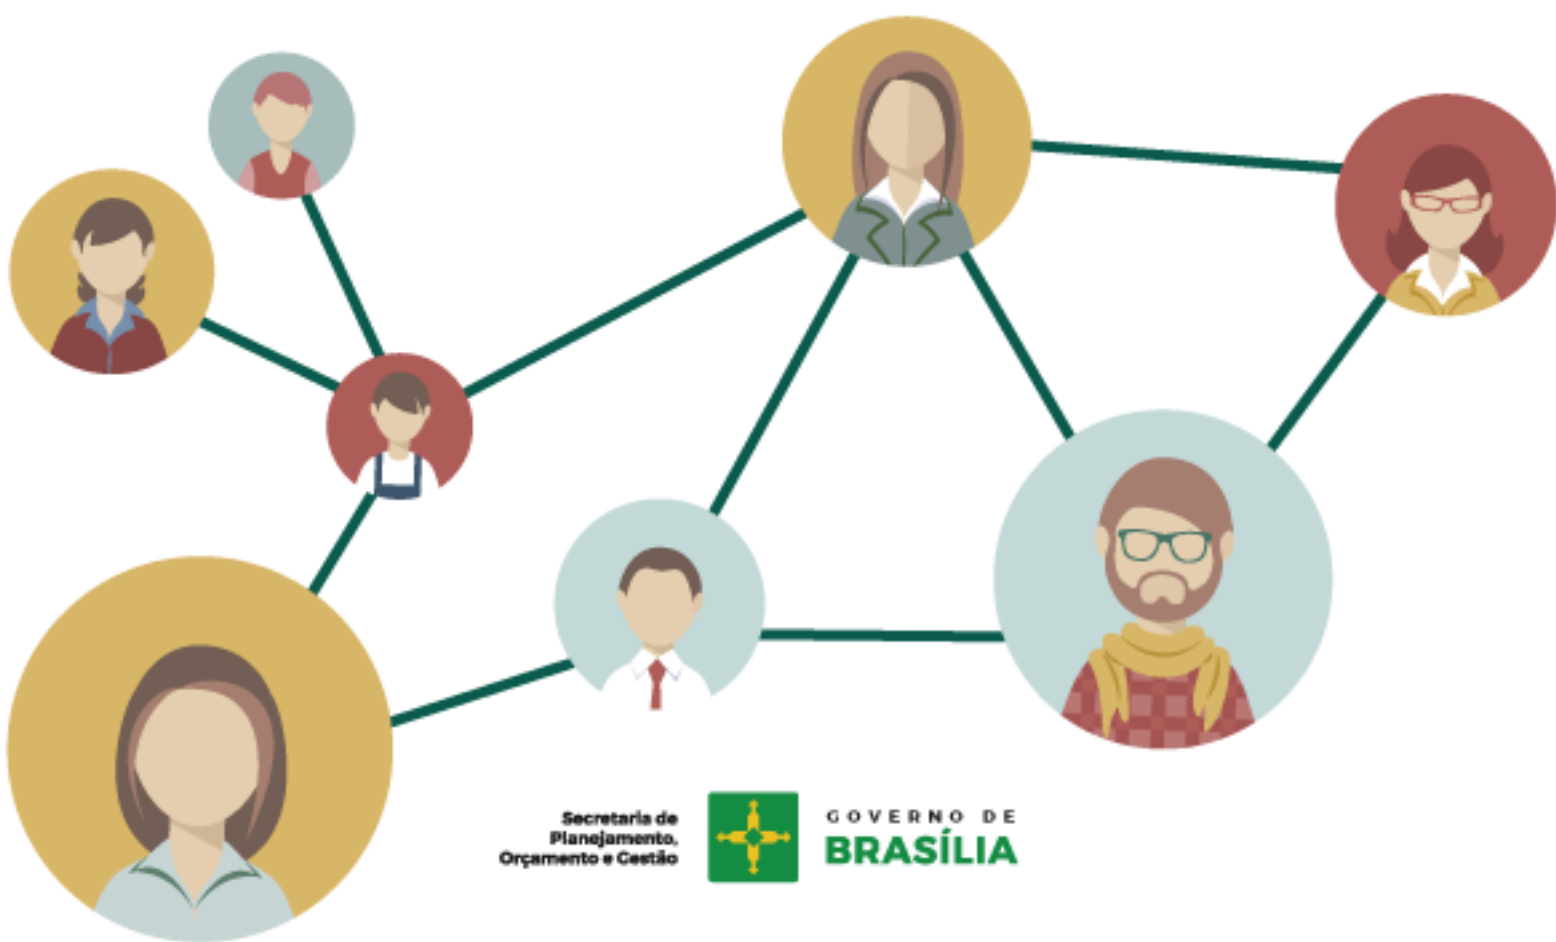 Secretaria de
Planejamento,
Orçamento e Gestão
GOVERNO DE
BRASÍLIA